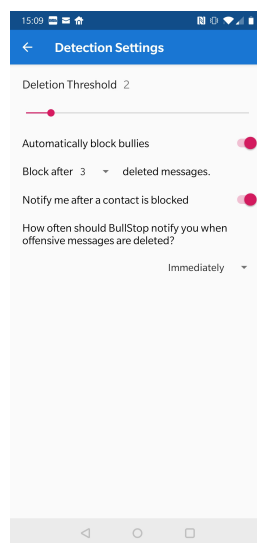 15:09
Detection Settings
Deletion Threshold 2
Automatically block bullies
Block after 3 deleted messages.
Notify me after a contact is blocked
How often should BullStop notify you when
offensive messages are deleted?
Immediately